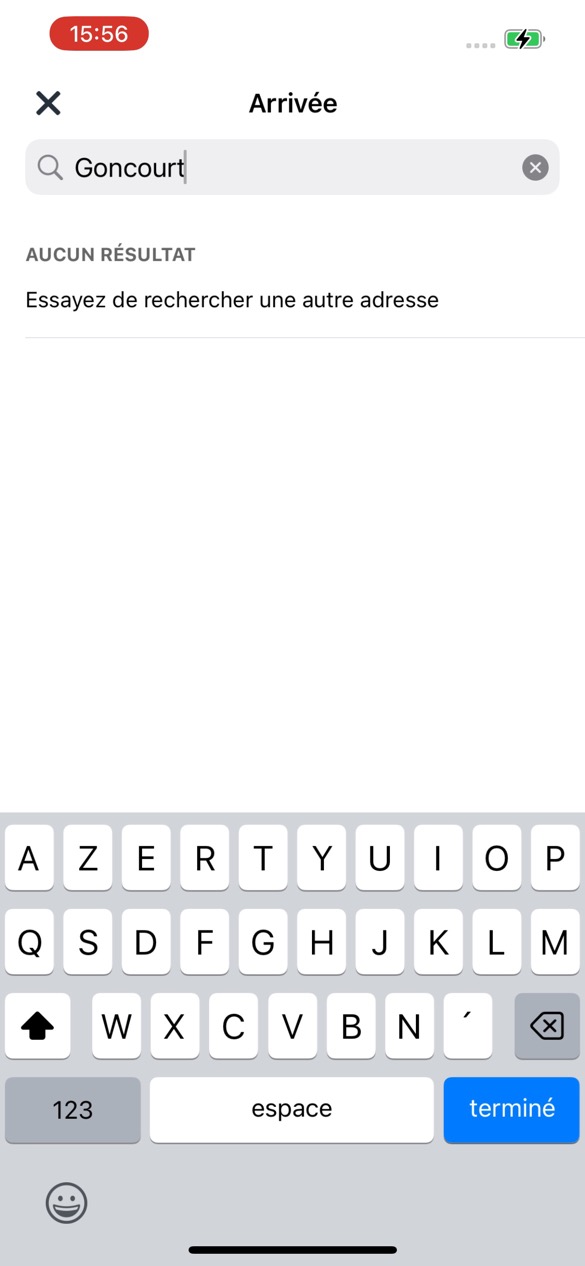 15:56
Arrivée
Goncourt
AUCUN RÉSULTAT
Essayez de rechercher une autre adresse
A Z E R T Y U I O P
Q S D F G H J K L M
W X C V B N ´
123 espace terminé